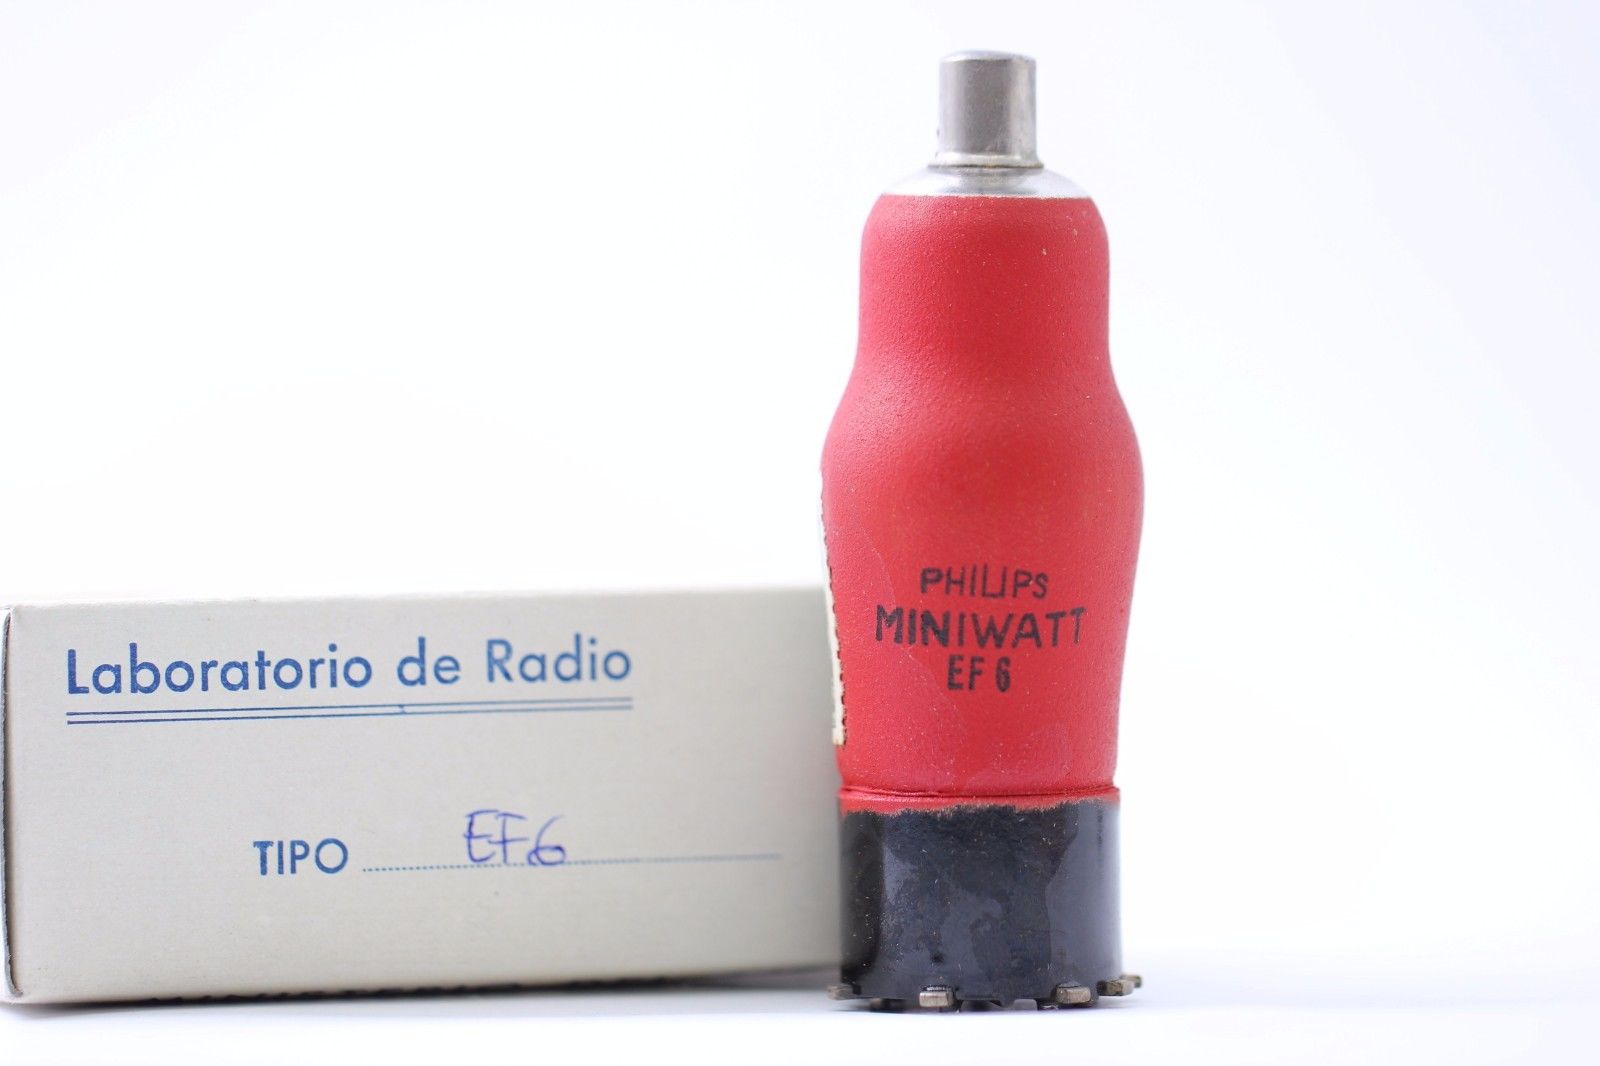 Laboratorio de Radio
TIPO EF6
PHILIPS
MINIWATT
EF 6